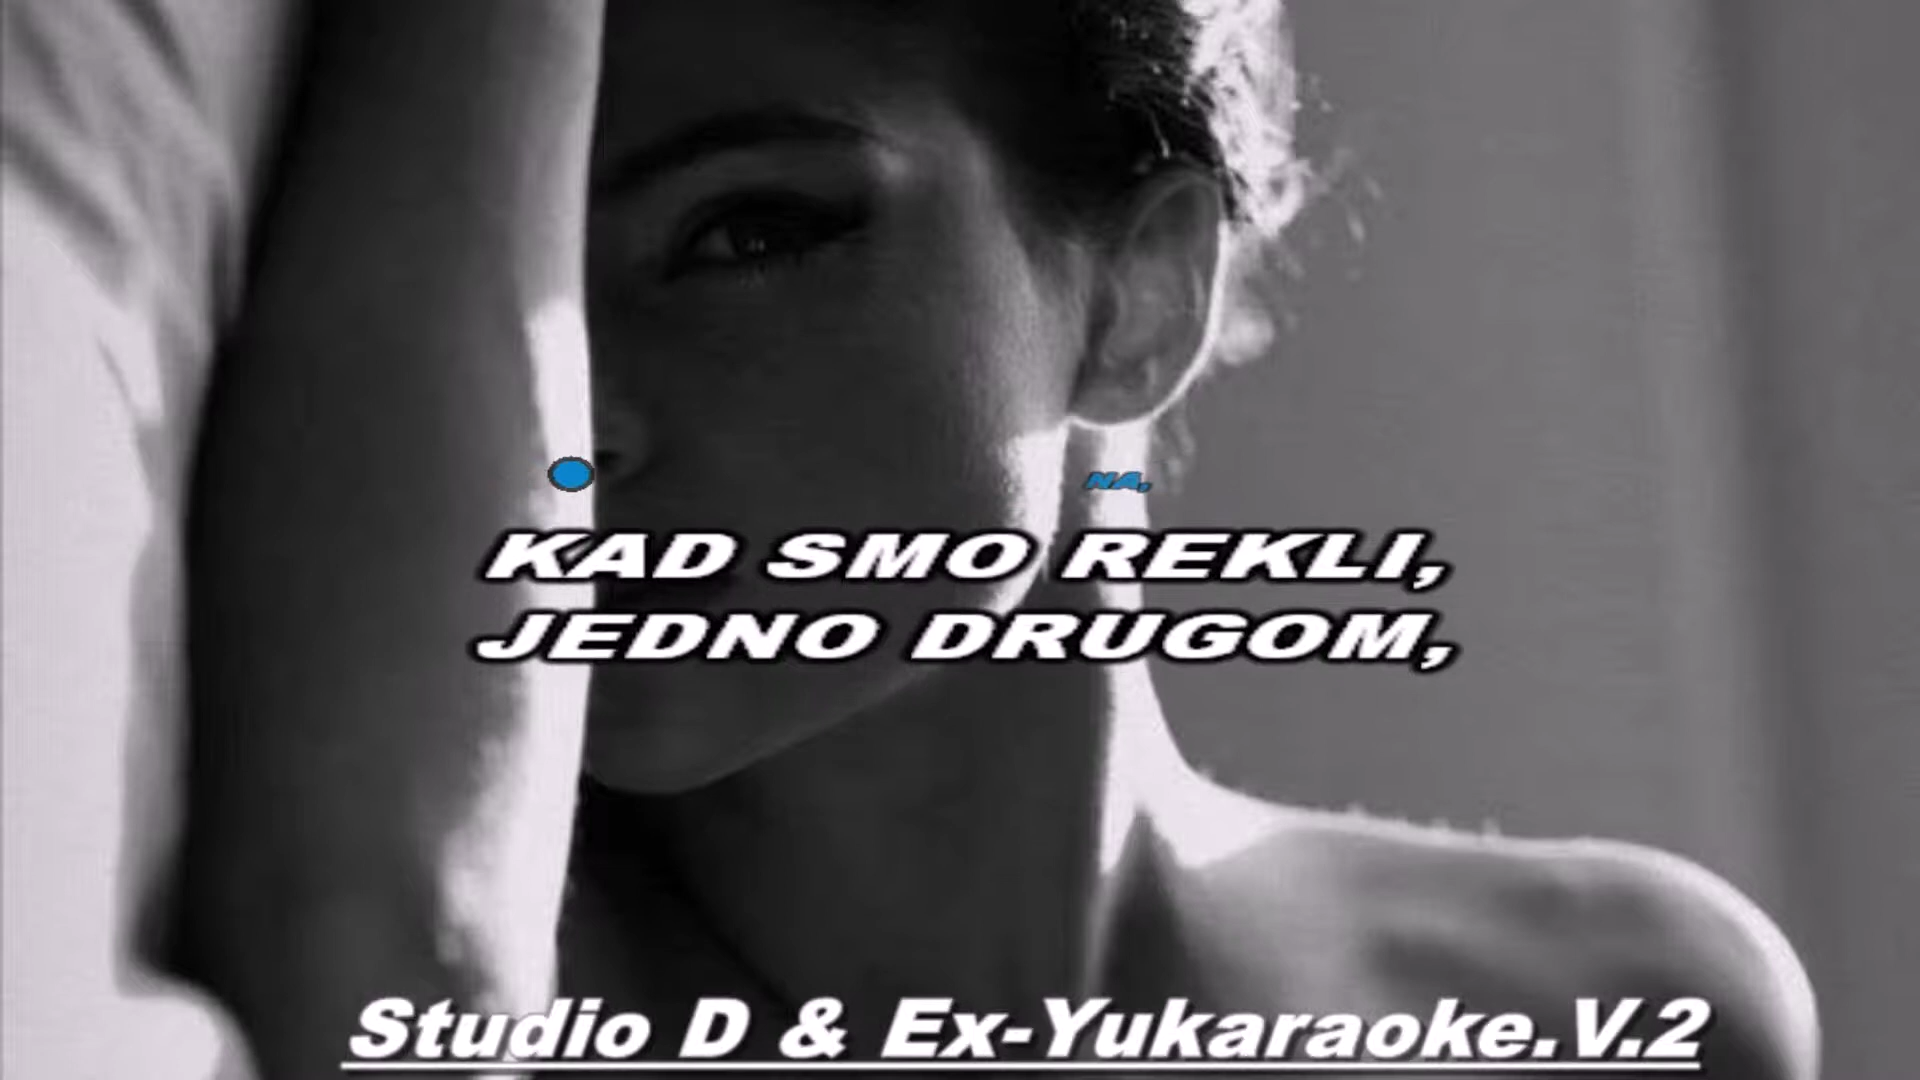 NA,
KAD SMO REKLI,
JEDNO DRUGOM,
Studio D & Ex-Yukaraoke.V.2